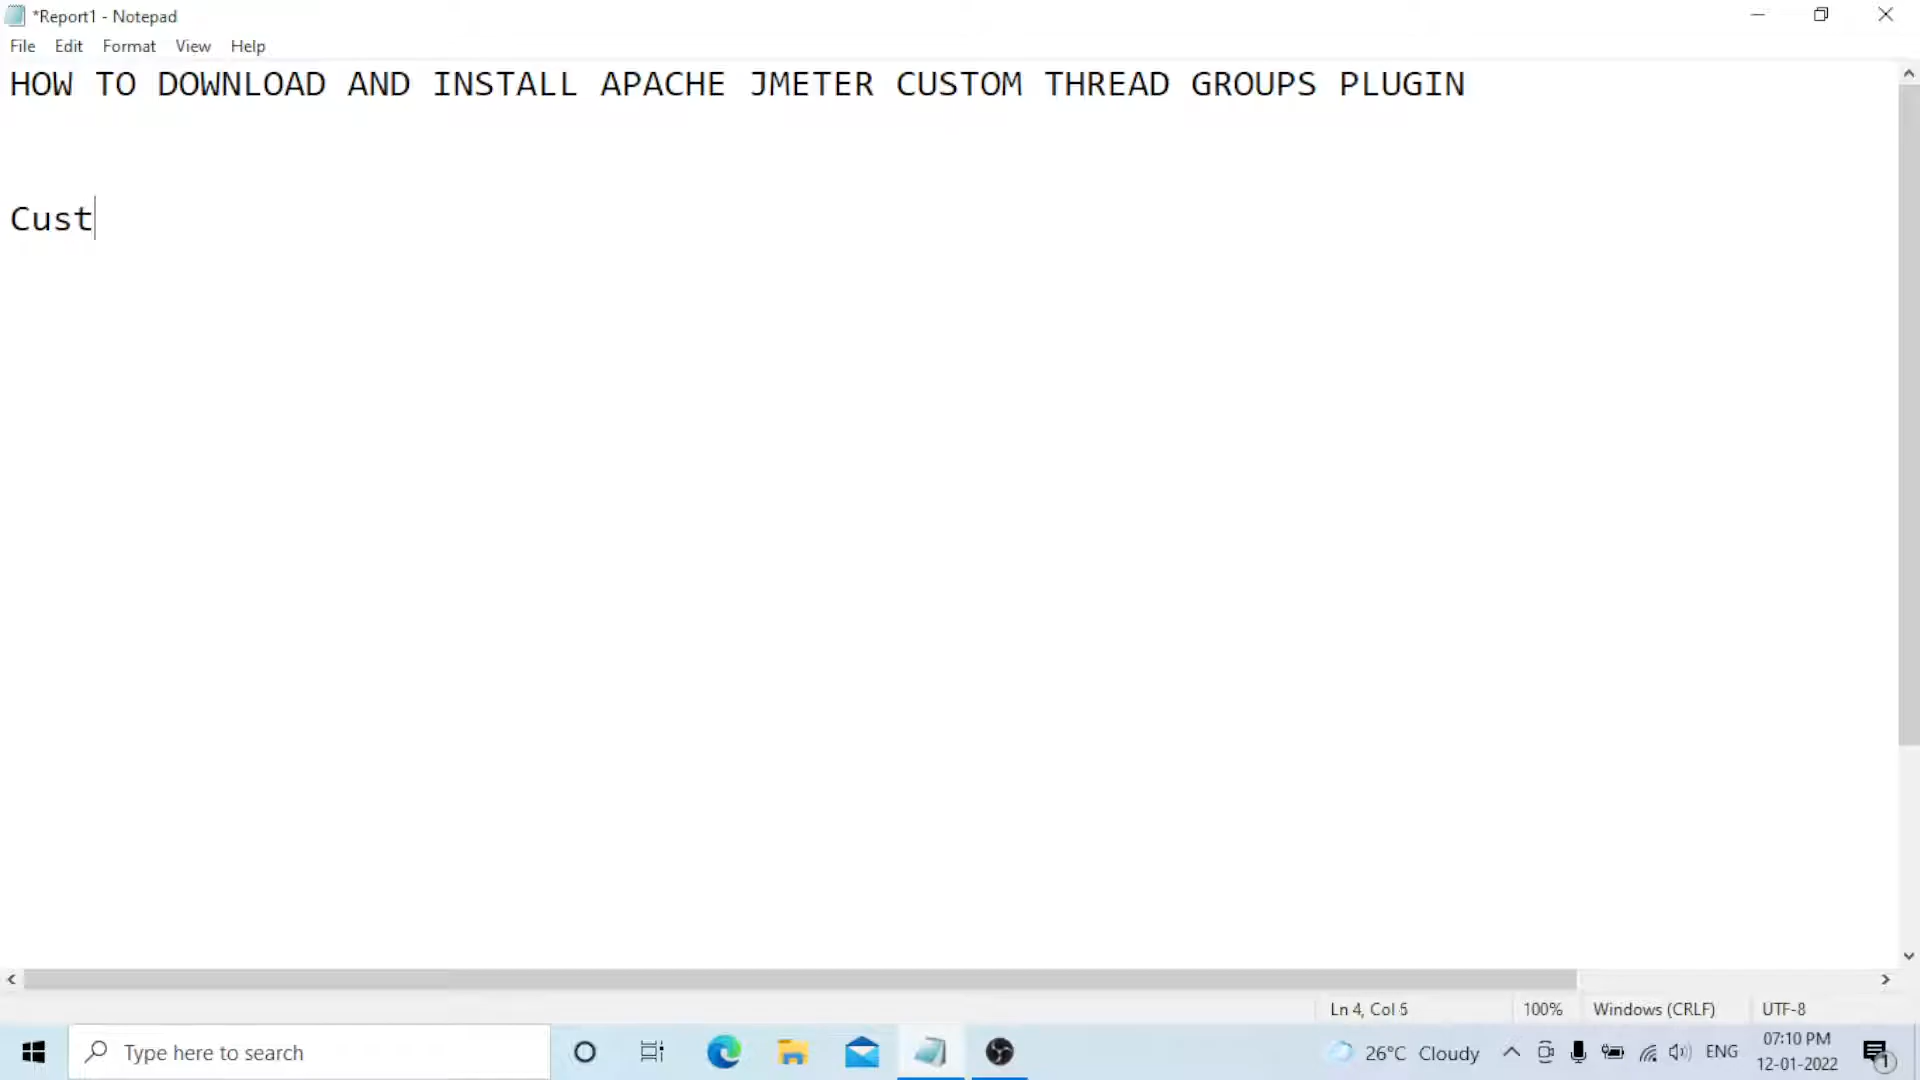 *Report1 - Notepad
File Edit Format View Help
HOW TO DOWNLOAD AND INSTALL APACHE JMETER CUSTOM THREAD GROUPS PLUGIN
Cust
Ln 4, Col 5 100% Windows (CRLF) UTF-8
Type here to search
26°C Cloudy
ENG
07:10 PM
12-01-2022
1